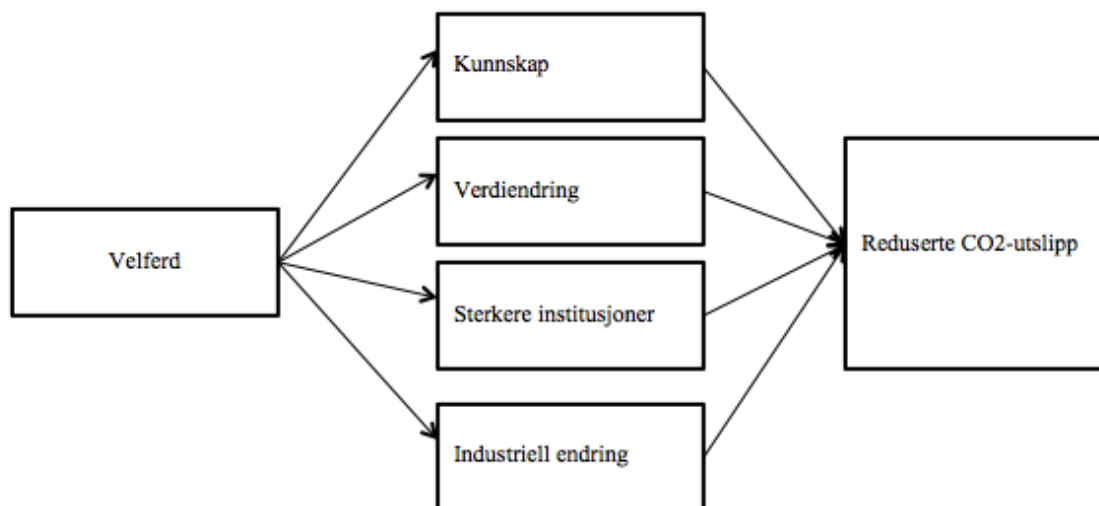 Velferd
Kunnskap
Verdiendring
Sterkere institusjoner
Industriell endring
Reduserte CO2-utslipp